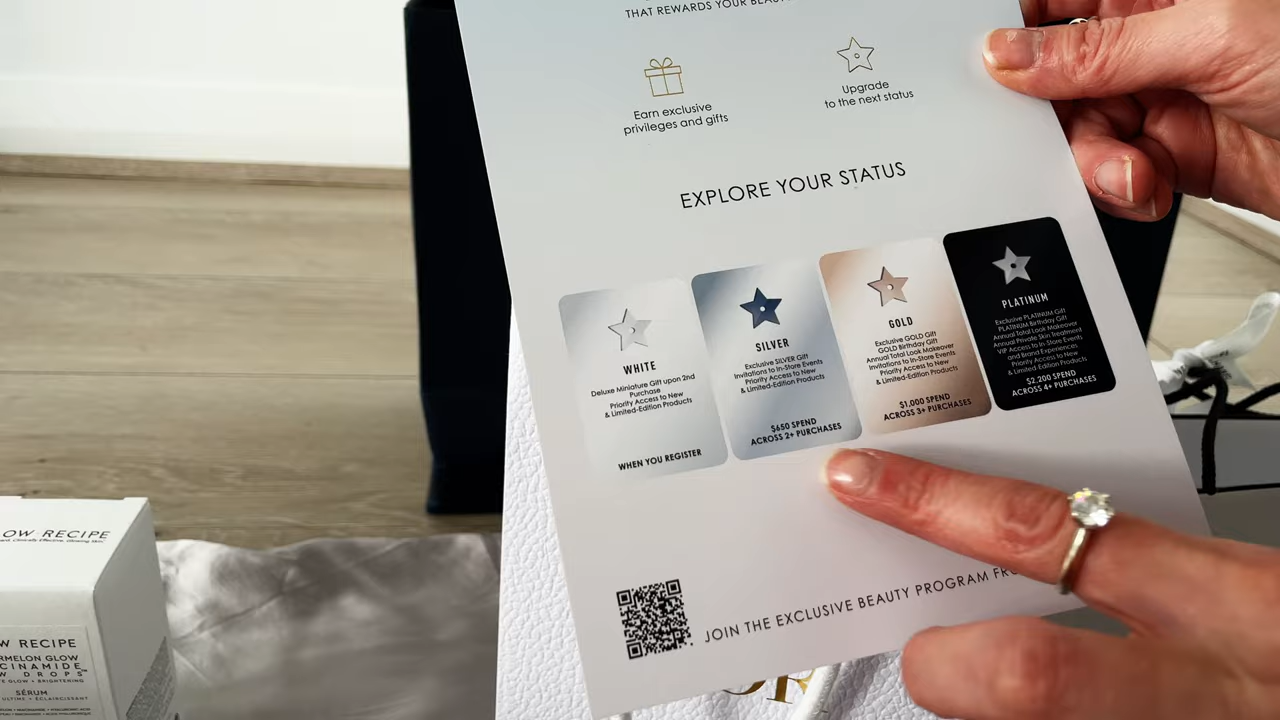 THAT REWARDS YOUR
Earn exclusive
privileges and gifts
Upgrade
to the next status
EXPLORE YOUR STATUS
WHITE
Deluxe Miniature Gift upon 2nd
Purchase
Priority Access to New
& Limited-Edition Products
WHEN YOU REGISTER
SILVER
Exclusive SILVER Gift
Invitations to In-Store Events
Priority Access to New
& Limited-Edition Products
$650 SPEND
ACROSS 2+ PURCHASES
GOLD
Exclusive GOLD Gift
GOLD Birthday Gift
Annual Total Look Makeover
Invitations to In-Store Events
Priority Access to New
& Limited-Edition Products
$1,000 SPEND
ACROSS 3+ PURCHASES
PLATINUM
Exclusive PLATINUM Gift
PLATINUM Birthday Gift
Annual Total Look Makeover
Annual Private Skin Treatment
VIP Access to In-Store Events
and Brand Experiences
Priority Access to New
& Limited-Edition Products
$2,200 SPEND
ACROSS 4+ PURCHASES
JOIN THE EXCLUSIVE BEAUTY PROGRAM
OW RECIPE
W RECIPE
RMELON GLOW
CINAMIDE
W DROPS™
E GLOW + BRIGHTENING
SÉRUM
ULTIME + ÉCLAIRCISSANT